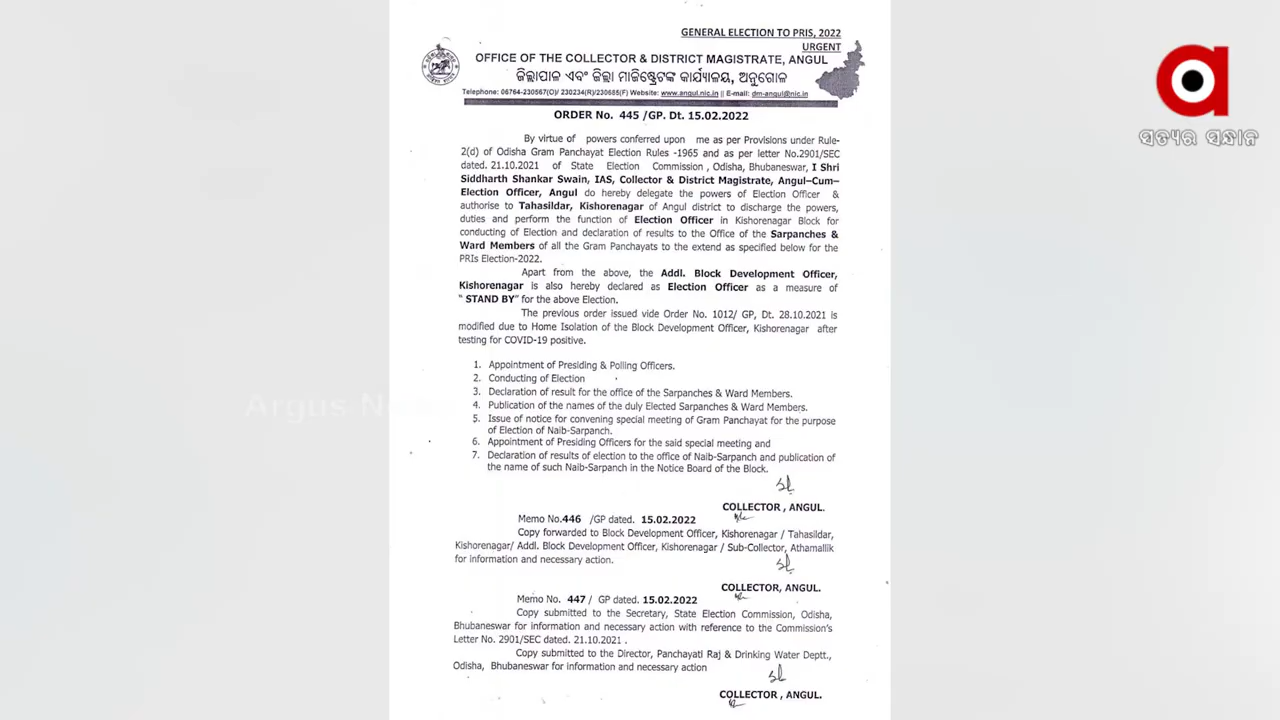 GENERAL ELECTION TO PRIS, 2022
URGENT
OFFICE OF THE COLLECTOR & DISTRICT MAGISTRATE, ANGUL
ଜିଲ୍ଲାପାଳ ଏବଂ ଜିଲ୍ଲା ମାଜିଷ୍ଟ୍ରେଟଙ୍କ କାର୍ଯ୍ୟାଳୟ, ଅନୁଗୋଳ
Telephone: 06764-230567(O)/ 230234(R)/230685(F) Website: www.angul.nic.in || E-mail: dm-angul@nic.in
ORDER No. 445 /GP. Dt. 15.02.2022
By virtue of powers conferred upon me as per Provisions under Rule-
2(d) of Odisha Gram Panchayat Election Rules -1965 and as per letter No.2901/SEC
dated. 21.10.2021 of State Election Commission , Odisha, Bhubaneswar, I Shri
Siddharth Shankar Swain, IAS, Collector & District Magistrate, Angul–Cum–
Election Officer, Angul do hereby delegate the powers of Election Officer &
authorise to Tahasildar, Kishorenagar of Angul district to discharge the powers,
duties and perform the function of Election Officer in Kishorenagar Block for
conducting of Election and declaration of results to the Office of the Sarpanches &
Ward Members of all the Gram Panchayats to the extend as specified below for the
PRIs Election-2022.
Apart from the above, the Addl. Block Development Officer,
Kishorenagar is also hereby declared as Election Officer as a measure of
" STAND BY" for the above Election.
The previous order issued vide Order No. 1012/ GP, Dt. 28.10.2021 is
modified due to Home Isolation of the Block Development Officer, Kishorenagar after
testing for COVID-19 positive.
1. Appointment of Presiding & Polling Officers.
2. Conducting of Election
3. Declaration of result for the office of the Sarpanches & Ward Members.
4. Publication of the names of the duly Elected Sarpanches & Ward Members.
5. Issue of notice for convening special meeting of Gram Panchayat for the purpose
of Election of Naib-Sarpanch.
6. Appointment of Presiding Officers for the said special meeting and
7. Declaration of results of election to the office of Naib-Sarpanch and publication of
the name of such Naib-Sarpanch in the Notice Board of the Block.
COLLECTOR , ANGUL.
Memo No.446 /GP dated. 15.02.2022
Copy forwarded to Block Development Officer, Kishorenagar / Tahasildar,
Kishorenagar/ Addl. Block Development Officer, Kishorenagar / Sub-Collector, Athamallik
for information and necessary action.
COLLECTOR, ANGUL.
Memo No. 447 / GP dated. 15.02.2022
Copy submitted to the Secretary, State Election Commission, Odisha,
Bhubaneswar for information and necessary action with reference to the Commission's
Letter No. 2901/SEC dated. 21.10.2021 .
Copy submitted to the Director, Panchayati Raj & Drinking Water Deptt.,
Odisha, Bhubaneswar for information and necessary action
COLLECTOR , ANGUL.
ସତ୍ୟର ସନ୍ଧାନ
Argus News